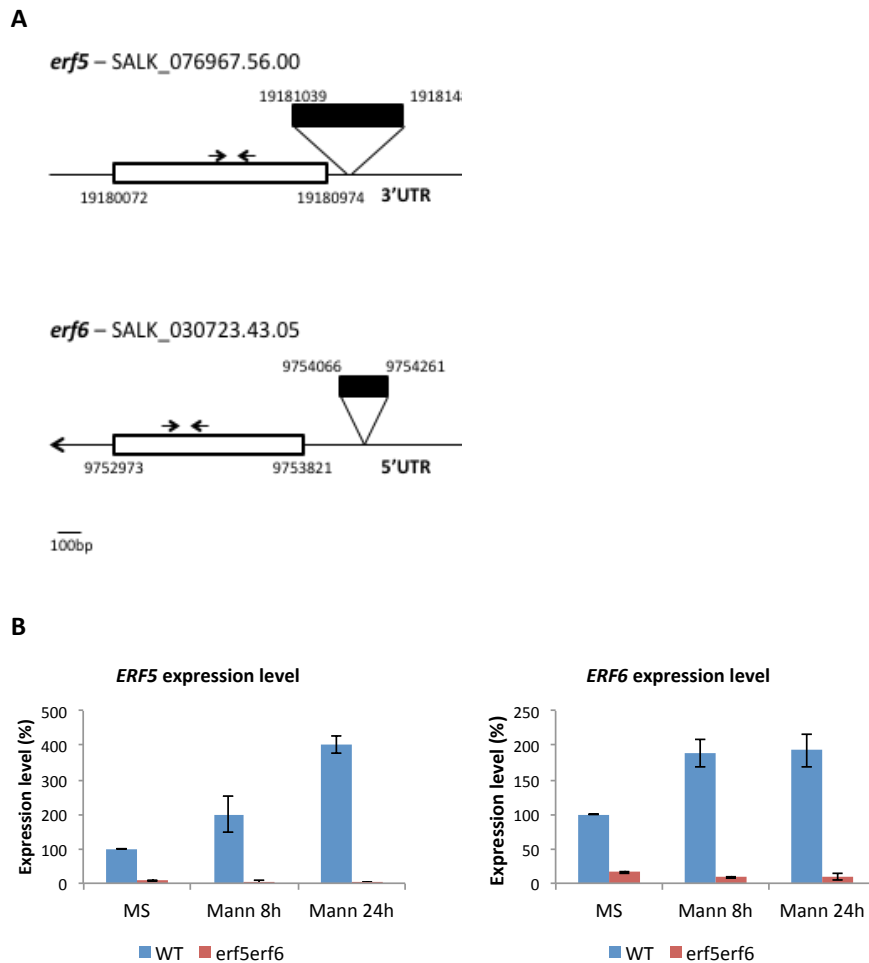 A
erf5 – SALK_076967.56.00
19181039
19180072
19180974
3'UTR
erf6 – SALK_030723.43.05
9754066
9754261
9752973
9753821
5'UTR
100bp
B
ERF5 expression level
Expression level (%)
500
400
300
200
100
0
MS
Mann 8h
Mann 24h
WT
erf5erf6
ERF6 expression level
Expression level (%)
250
200
150
100
50
0
MS
Mann 8h
Mann 24h
WT
erf5erf6